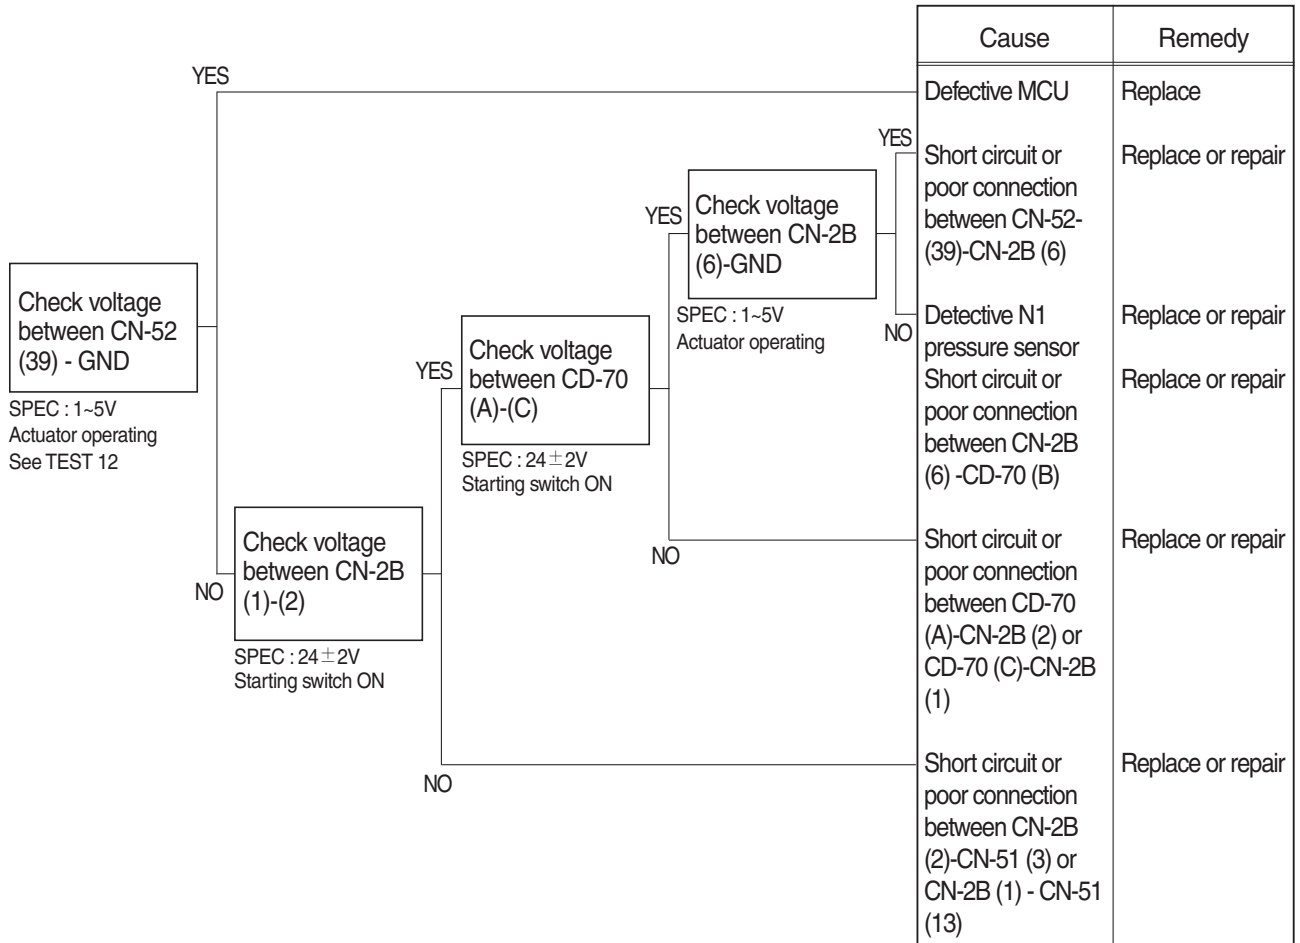 Cause
Remedy
YES
Defective MCU
Replace
YES
Short circuit or
poor connection
between CN-52-
(39)-CN-2B (6)
Replace or repair
YES
Check voltage
between CN-2B
(6)-GND
SPEC : 1~5V
Actuator operating
NO
Detective N1
pressure sensor
Replace or repair
Short circuit or
poor connection
between CN-2B
(6) -CD-70 (B)
Replace or repair
Check voltage
between CN-52
(39) - GND
SPEC : 1~5V
Actuator operating
See TEST 12
YES
Check voltage
between CD-70
(A)-(C)
SPEC : 24±2V
Starting switch ON
NO
Short circuit or
poor connection
between CD-70
(A)-CN-2B (2) or
CD-70 (C)-CN-2B
(1)
Replace or repair
NO
Check voltage
between CN-2B
(1)-(2)
SPEC : 24±2V
Starting switch ON
NO
Short circuit or
poor connection
between CN-2B
(2)-CN-51 (3) or
CN-2B (1) - CN-51
(13)
Replace or repair